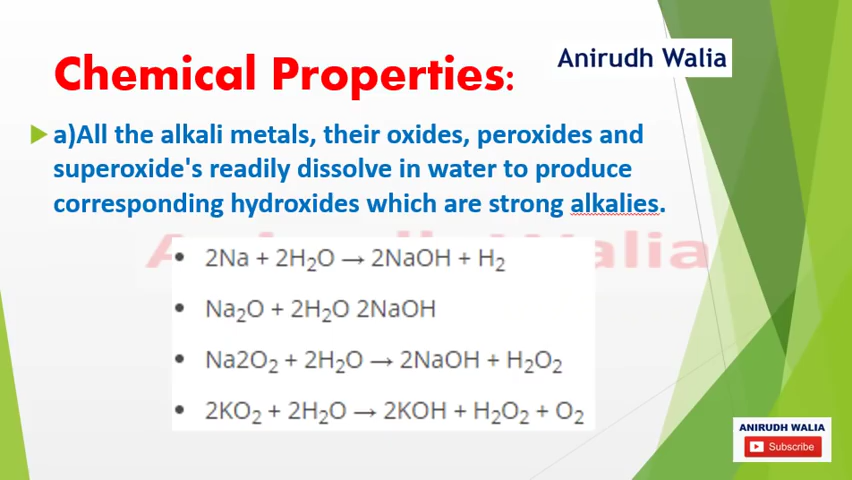 Chemical Properties:
Anirudh Walia
a)All the alkali metals, their oxides, peroxides and
superoxide's readily dissolve in water to produce
corresponding hydroxides which are strong alkalies.
• 2Na + 2H₂O → 2NaOH + H₂
• Na₂O + 2H₂O 2NaOH
• Na2O₂ + 2H₂O → 2NaOH + H₂O₂
• 2KO₂ + 2H₂O → 2KOH + H₂O₂ + O₂
ANIRUDH WALIA
Subscribe